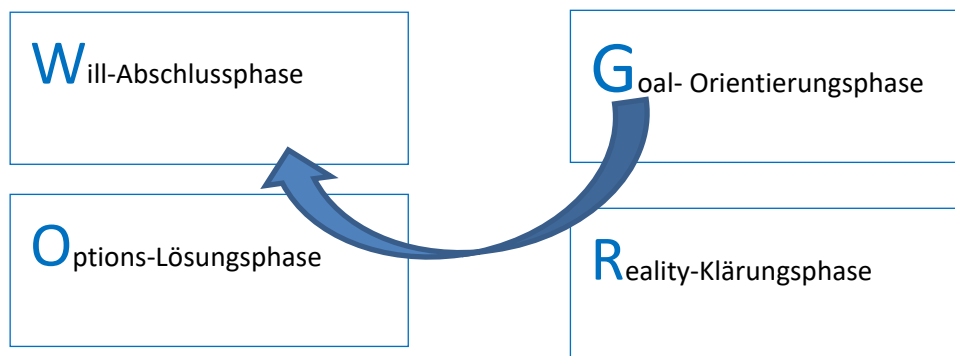 Will-Abschlussphase
Goal- Orientierungsphase
Options-Lösungsphase
Reality-Klärungsphase